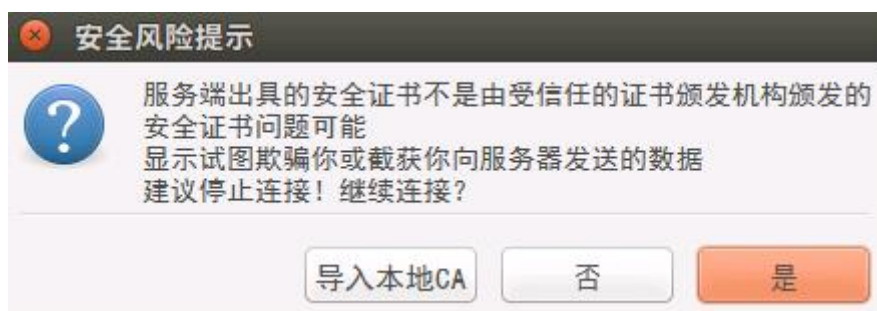 安全风险提示
服务端出具的安全证书不是由受信任的证书颁发机构颁发的
安全证书问题可能
显示试图欺骗你或截获你向服务器发送的数据
建议停止连接！继续连接？
导入本地CA 否 是